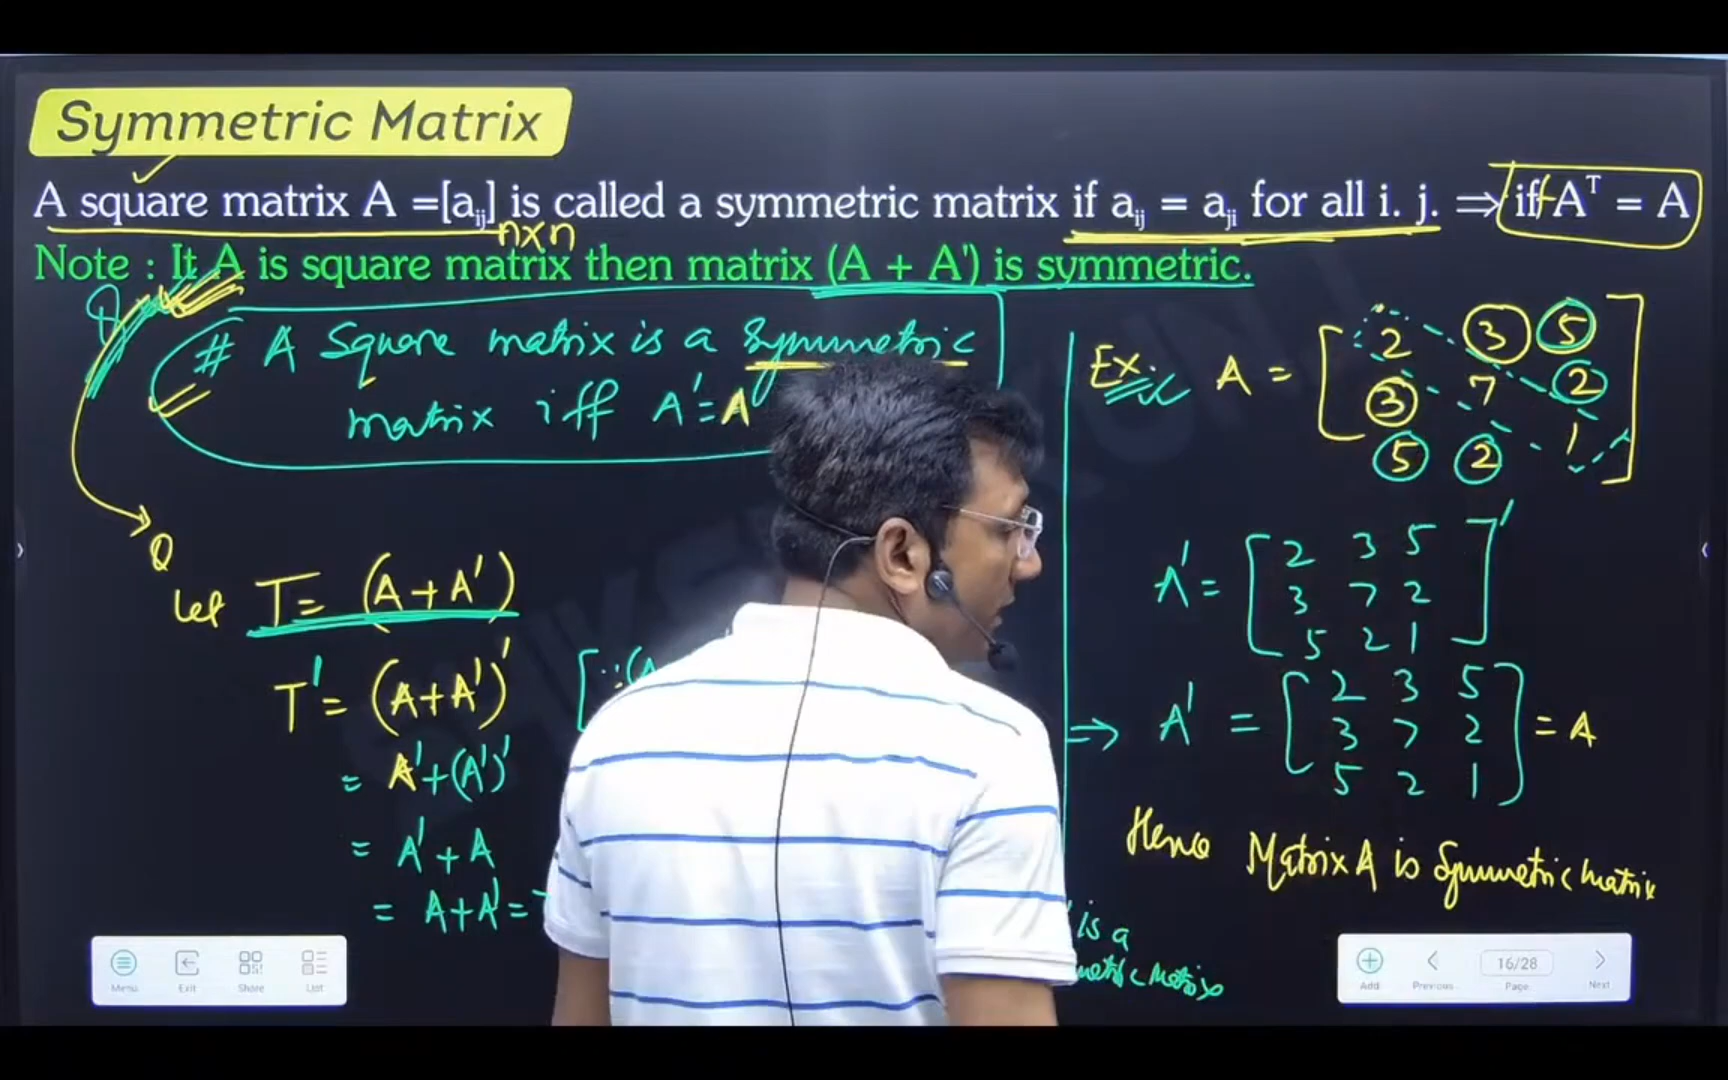 Symmetric Matrix
A square matrix A =[aij] is called a symmetric matrix if aij = aji for all i. j. ⇒ iff Aᵀ = A
n×n
Note : It A is square matrix then matrix (A + A') is symmetric.
# A Square matrix is a Symmetric
matrix iff A' = A
Q
Let T = (A+A')
T' = (A+A')'
= A'+(A')'
= A' + A
= A+A' =
Ex. A = [
2 3 5
3 7 2
5 2 1
]
A' = [
2 3 5
3 7 2
5 2 1
]'
⇒ A' = [
2 3 5
3 7 2
5 2 1
] = A
Hence Matrix A is Symmetric matrix
is a
Matrix
Menu Exit Share List
Add Previous 16/28 Page Next